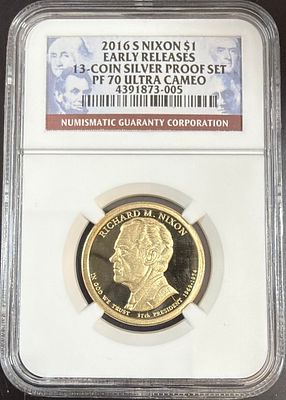 2016 S NIXON $1
EARLY RELEASES
13-COIN SILVER PROOF SET
PF 70 ULTRA CAMEO
4391873-005
NUMISMATIC GUARANTY CORPORATION
RICHARD M. NIXON
IN GOD WE TRUST 37th PRESIDENT 1969-1974